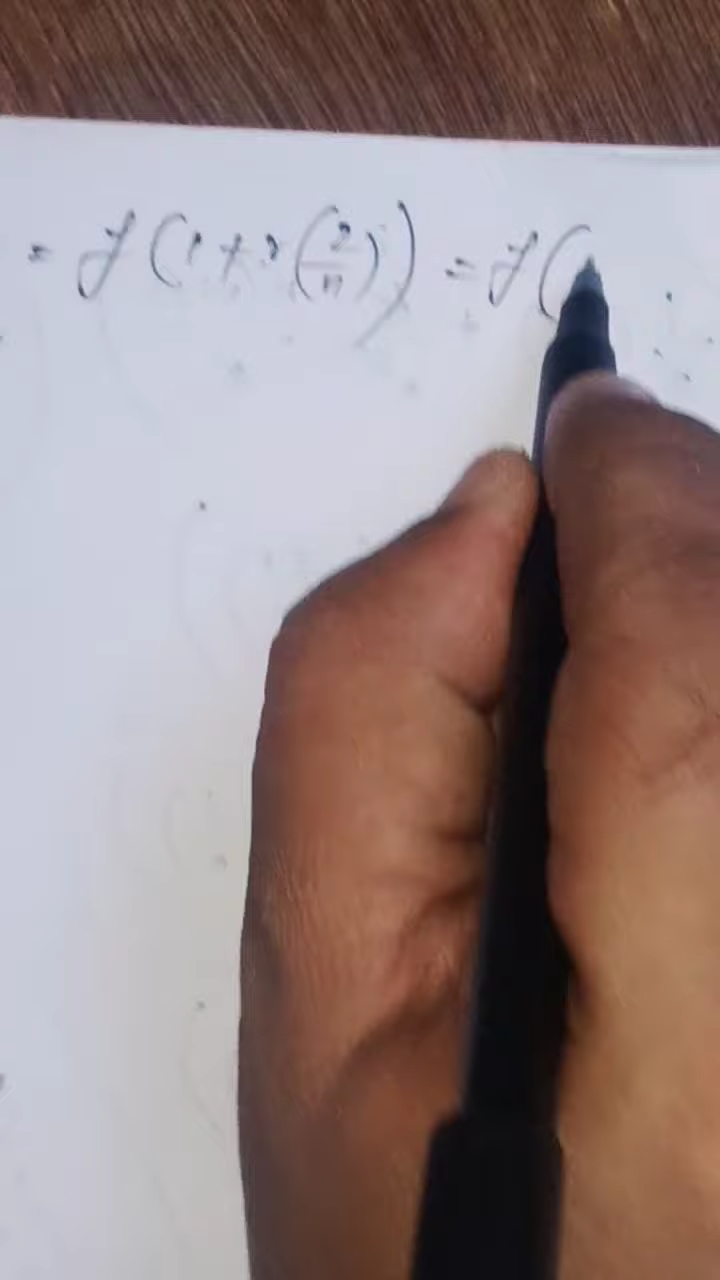 = f(1+2(2/n)) = f(